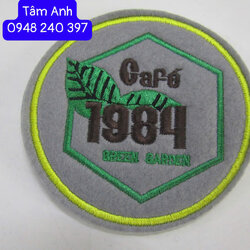 Tâm Anh
0948 240 397
Café
1984
GREEN GARDEN